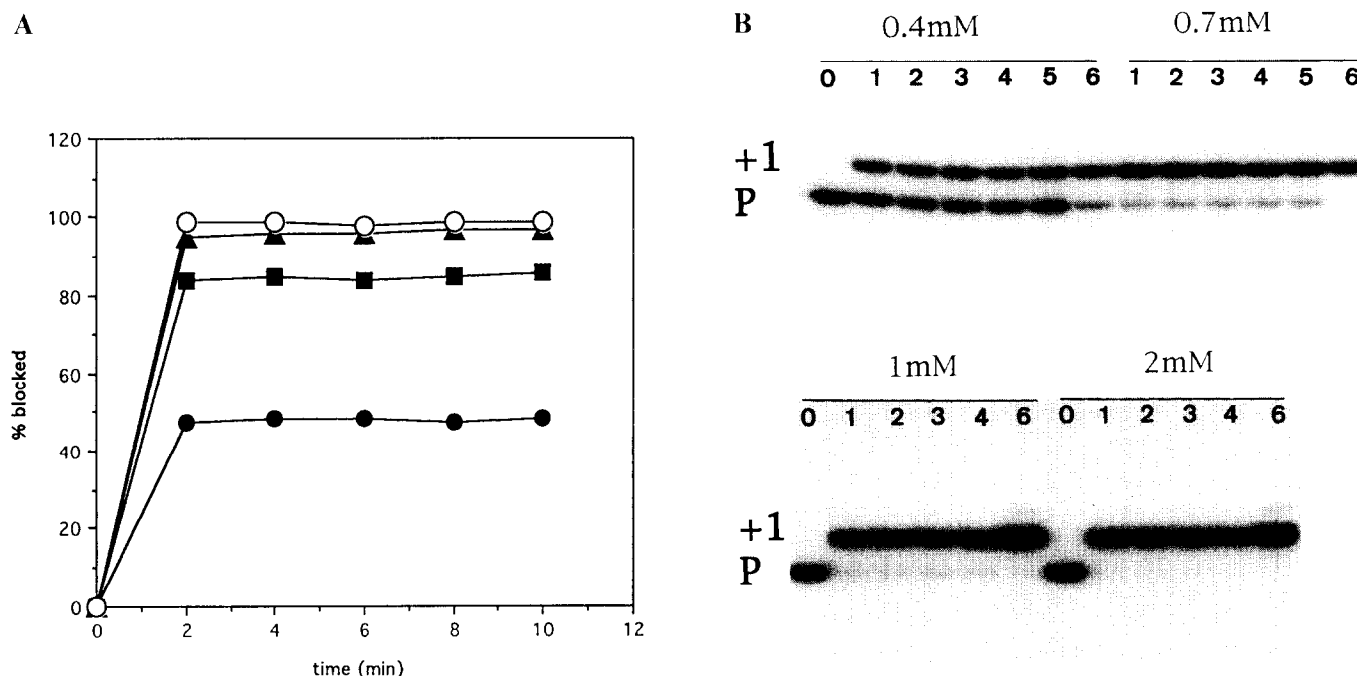 A
120
100
80
60
40
20
0
% blocked
0 2 4 6 8 10 12
time (min)
B
0.4mM 0.7mM
0 1 2 3 4 5 6 1 2 3 4 5 6
+1
P
1mM 2mM
0 1 2 3 4 6 0 1 2 3 4 6
+1
P